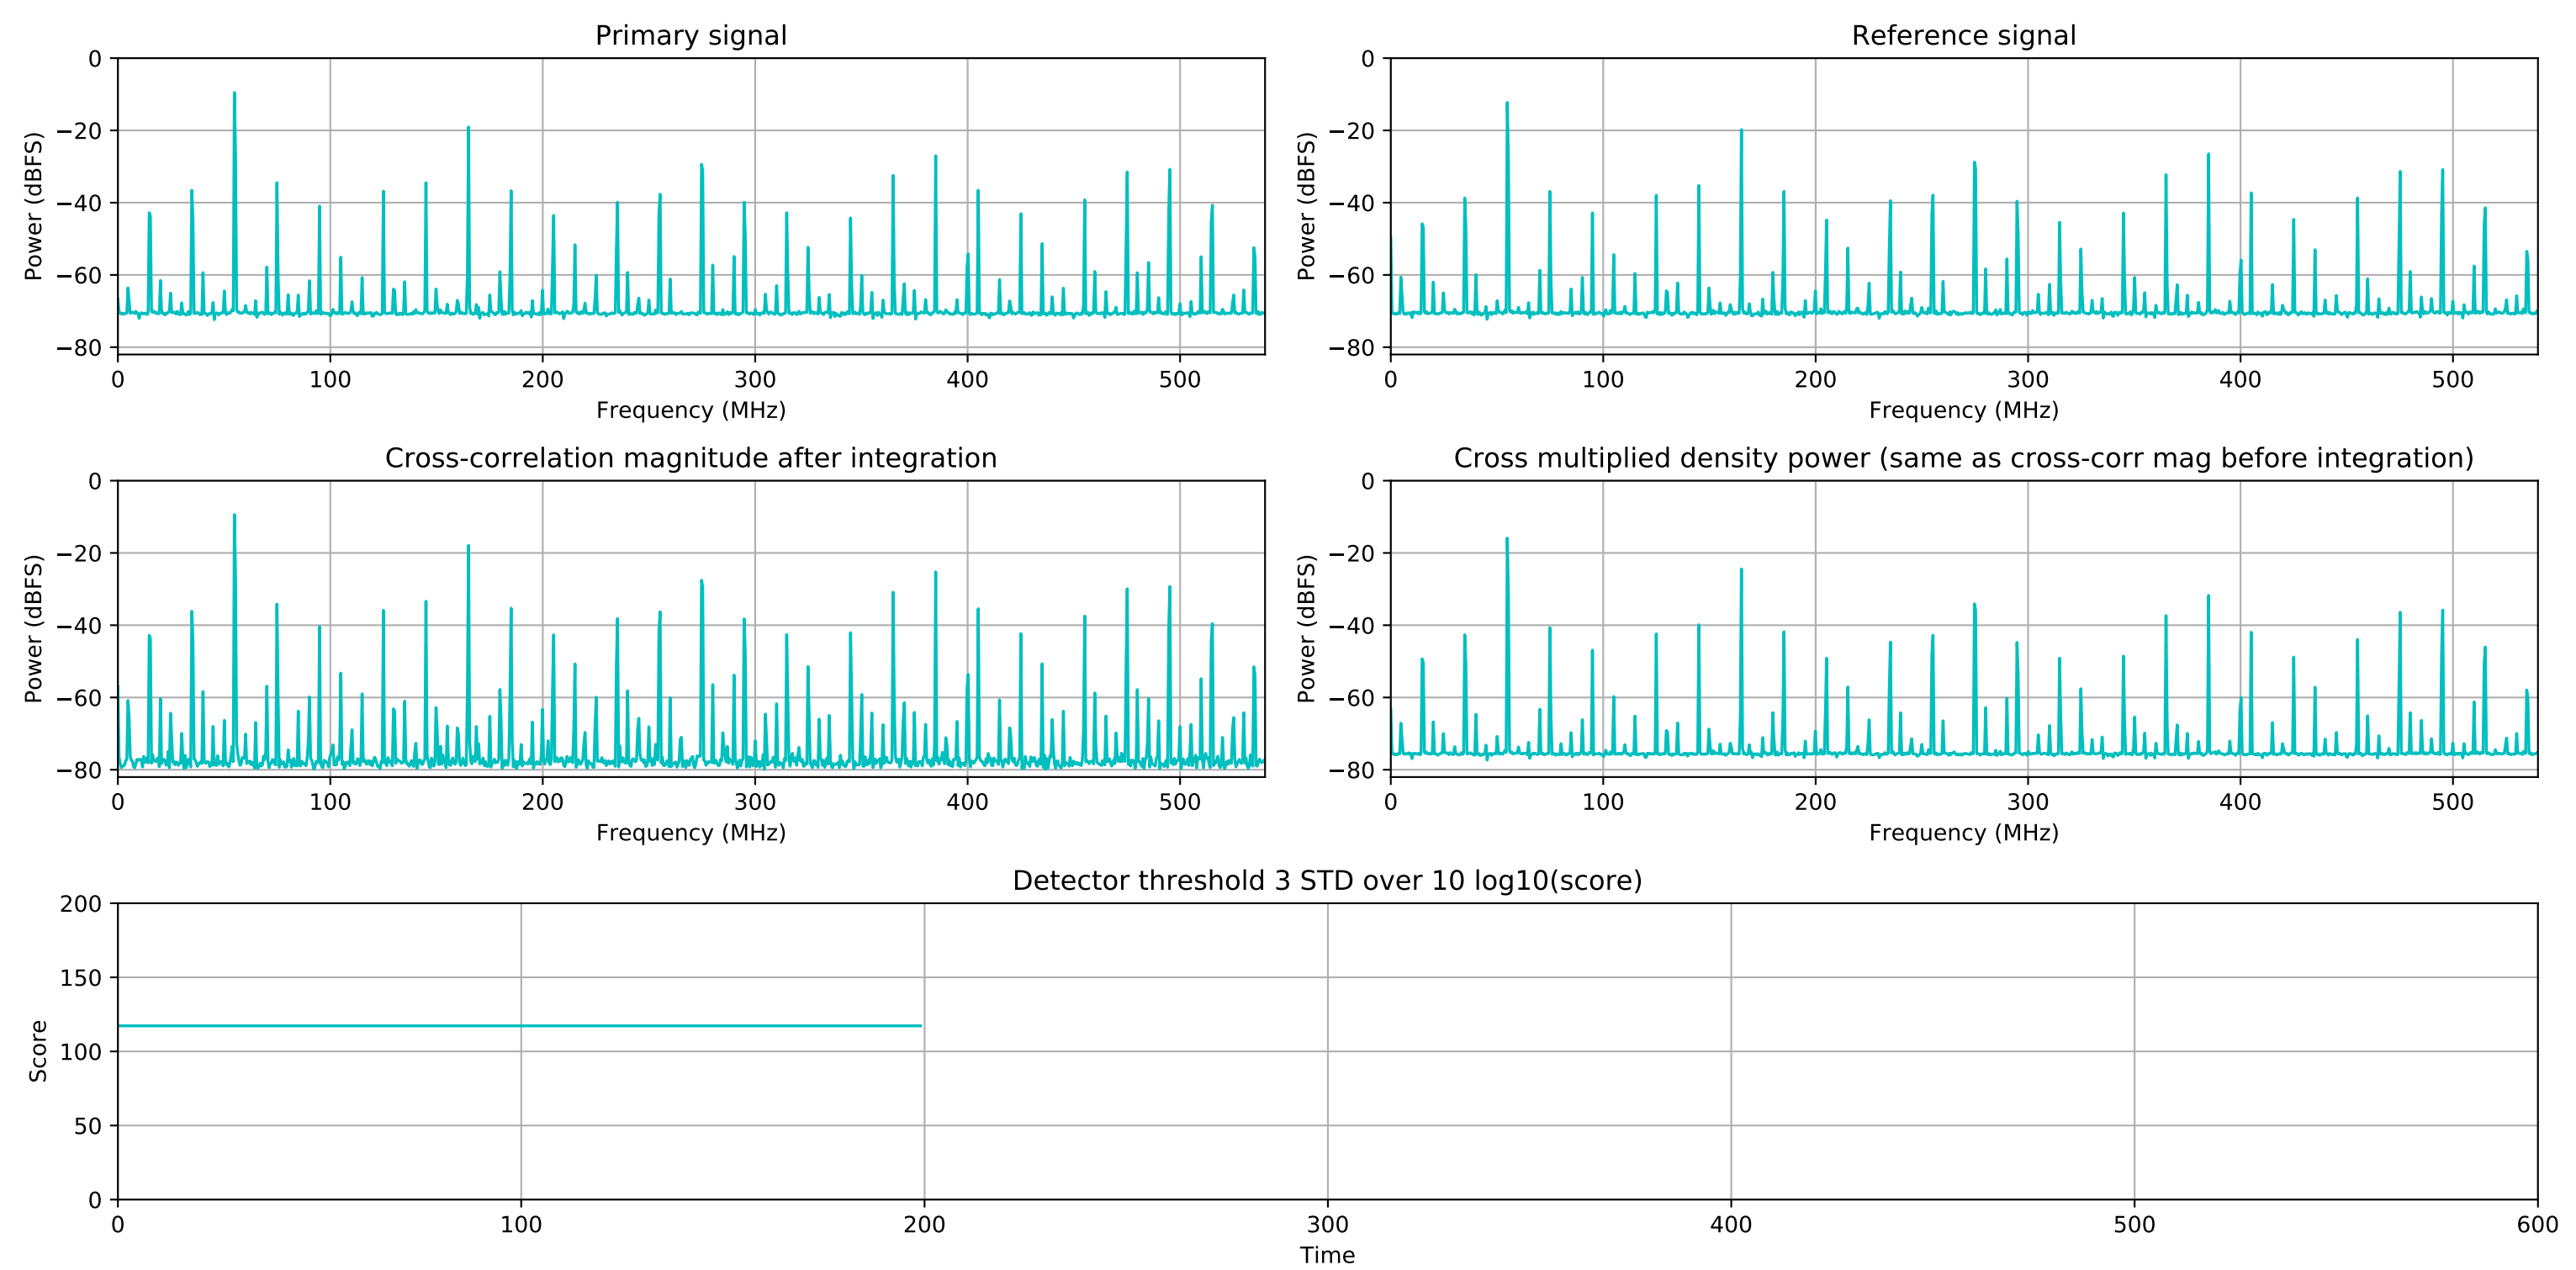 Primary signal
Reference signal
0
−20
−40
−60
−80
Power (dBFS)
0 100 200 300 400 500
Frequency (MHz)
0
−20
−40
−60
−80
Power (dBFS)
0 100 200 300 400 500
Frequency (MHz)
Cross-correlation magnitude after integration
Cross multiplied density power (same as cross-corr mag before integration)
0
−20
−40
−60
−80
Power (dBFS)
0 100 200 300 400 500
Frequency (MHz)
0
−20
−40
−60
−80
Power (dBFS)
0 100 200 300 400 500
Frequency (MHz)
Detector threshold 3 STD over 10 log10(score)
200
150
100
50
0
Score
0 100 200 300 400 500 600
Time